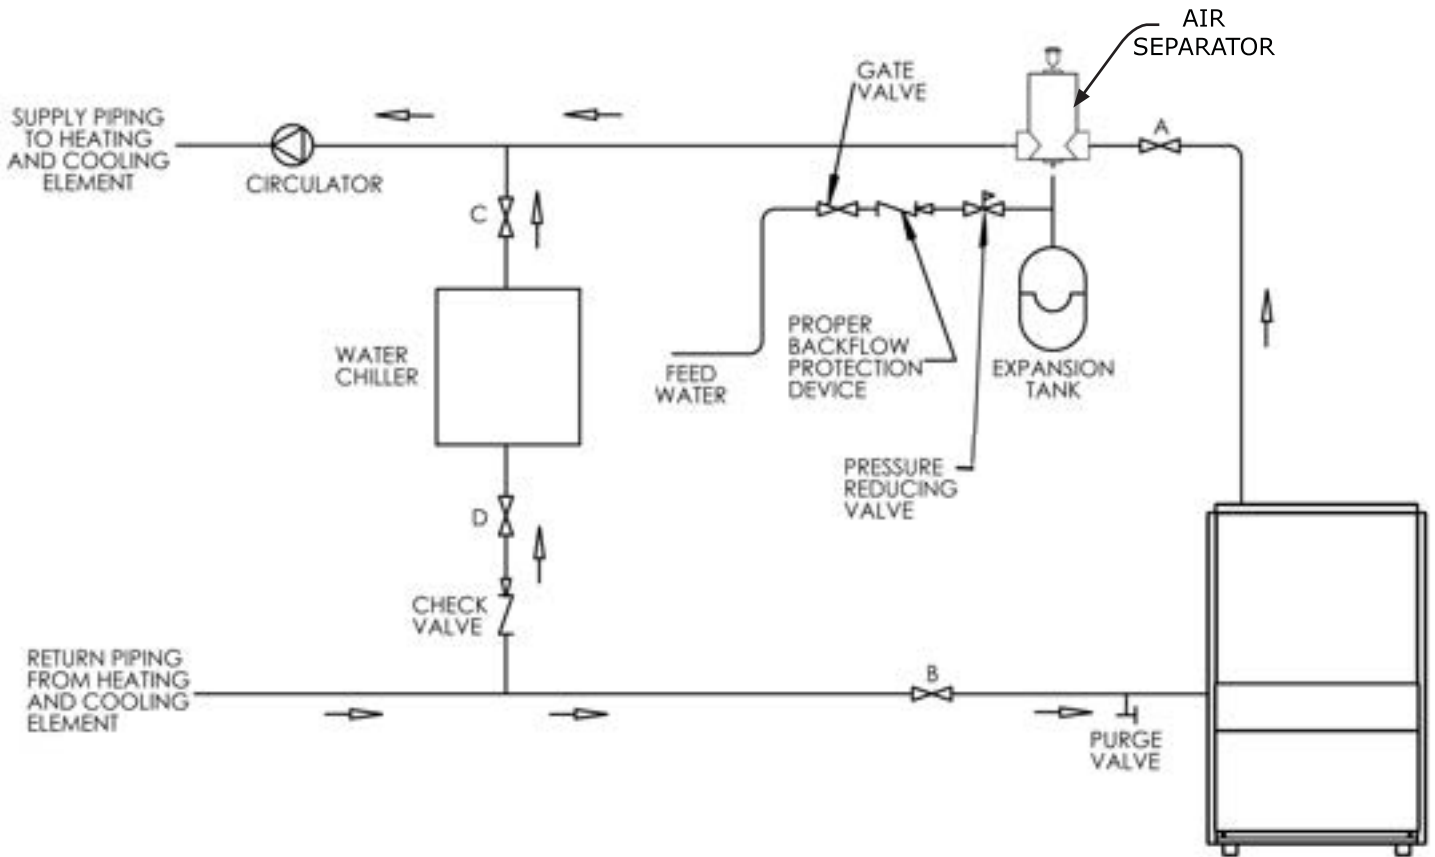 AIR
SEPARATOR
GATE
VALVE
SUPPLY PIPING
TO HEATING
AND COOLING
ELEMENT
CIRCULATOR
A
C
WATER
CHILLER
FEED
WATER
PROPER
BACKFLOW
PROTECTION
DEVICE
EXPANSION
TANK
PRESSURE
REDUCING
VALVE
D
CHECK
VALVE
RETURN PIPING
FROM HEATING
AND COOLING
ELEMENT
B
PURGE
VALVE